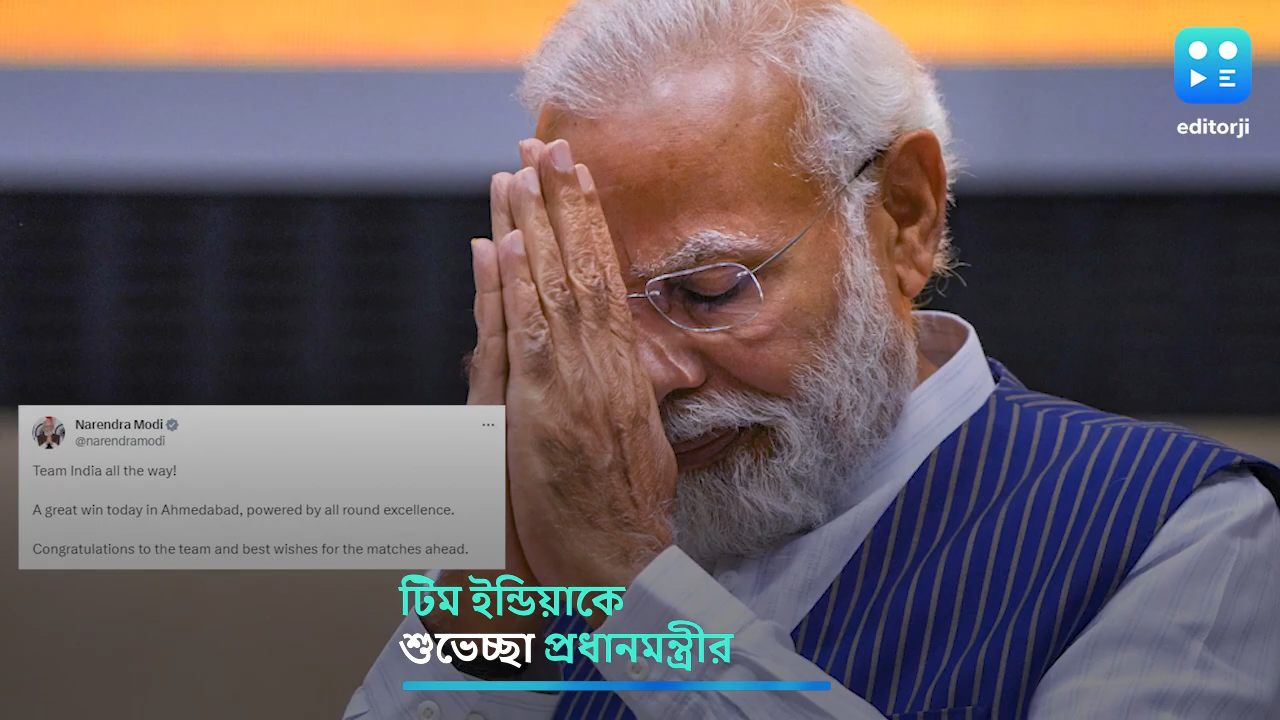 editorji
Narendra Modi
@narendramodi
Team India all the way!
A great win today in Ahmedabad, powered by all round excellence.
Congratulations to the team and best wishes for the matches ahead.
টিম ইন্ডিয়াকে
শুভেচ্ছা প্রধানমন্ত্রীর